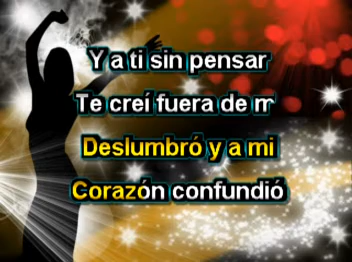 Y a ti sin pensar
Te creí fuera de m
Deslumbró y a mi
Corazón confundió